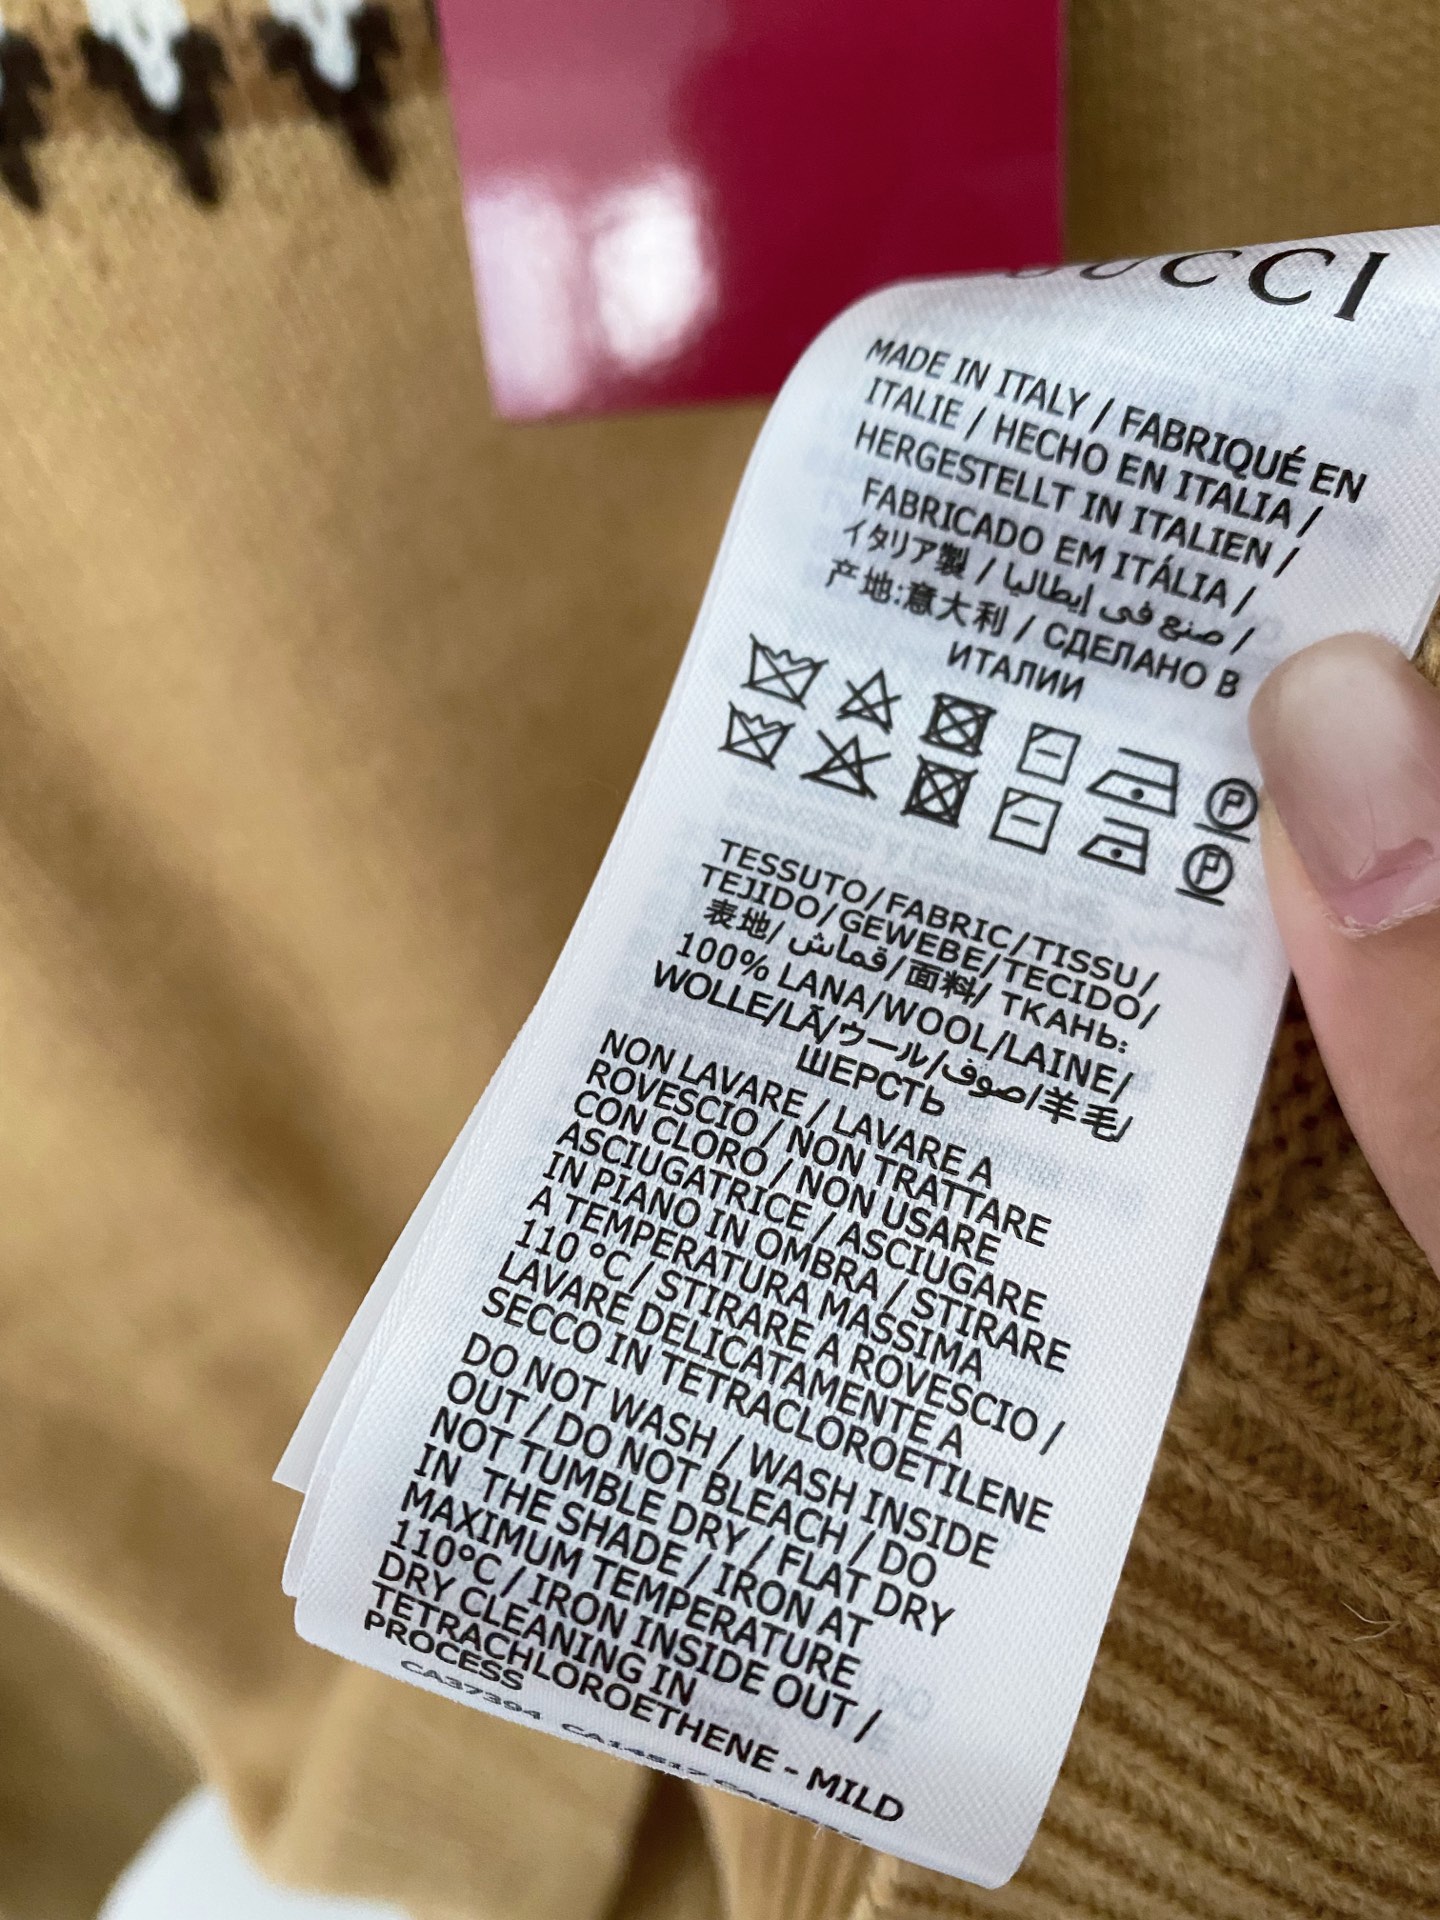 GUCCI
MADE IN ITALY / FABRIQUÉ EN
ITALIE / HECHO EN ITALIA /
HERGESTELLT IN ITALIEN /
FABRICADO EM ITÁLIA /
イタリア製 / صنع في إيطاليا /
产地:意大利 / СДЕЛАНО В
ИТАЛИИ
P
P
TESSUTO/FABRIC/TISSU/
TEJIDO/GEWEBE/TECIDO/
表地/قماش/面料/ ТКАНЬ:
100% LANA/WOOL/LAINE/
WOLLE/LÃ/ウール/صوف/羊毛/
ШЕРСТЬ
NON LAVARE / LAVARE A
ROVESCIO / NON TRATTARE
CON CLORO / NON USARE
ASCIUGATRICE / ASCIUGARE
IN PIANO IN OMBRA / STIRARE
A TEMPERATURA MASSIMA
110 °C / STIRARE A ROVESCIO /
LAVARE DELICATAMENTE A
SECCO IN TETRACLOROETILENE
DO NOT WASH / WASH INSIDE
OUT / DO NOT BLEACH / DO
NOT TUMBLE DRY / FLAT DRY
IN THE SHADE / IRON AT
MAXIMUM TEMPERATURE
110°C / IRON INSIDE OUT /
DRY CLEANING IN
TETRACHLOROETHENE - MILD
PROCESS
CA37394